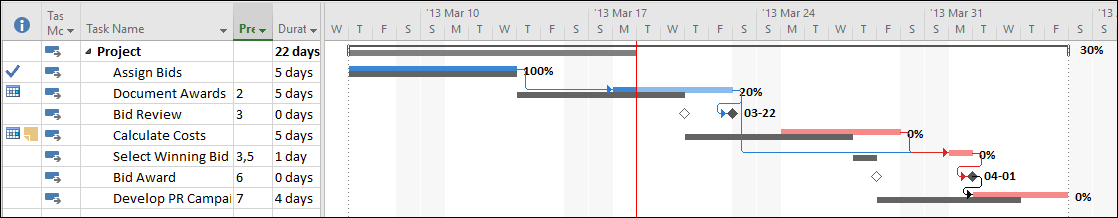 '13 Mar 10 '13 Mar 17 '13 Mar 24 '13 Mar 31 '13
Tas Mc Task Name Pre Durat W T F S S M T W T F S S M T W T F S S M T W T F S S M T W T F S
Project 22 days 30%
Assign Bids 5 days 100%
Document Awards 2 5 days 20%
Bid Review 3 0 days 03-22
Calculate Costs 5 days 0%
Select Winning Bid 3,5 1 day 0%
Bid Award 6 0 days 04-01
Develop PR Campai 7 4 days 0%